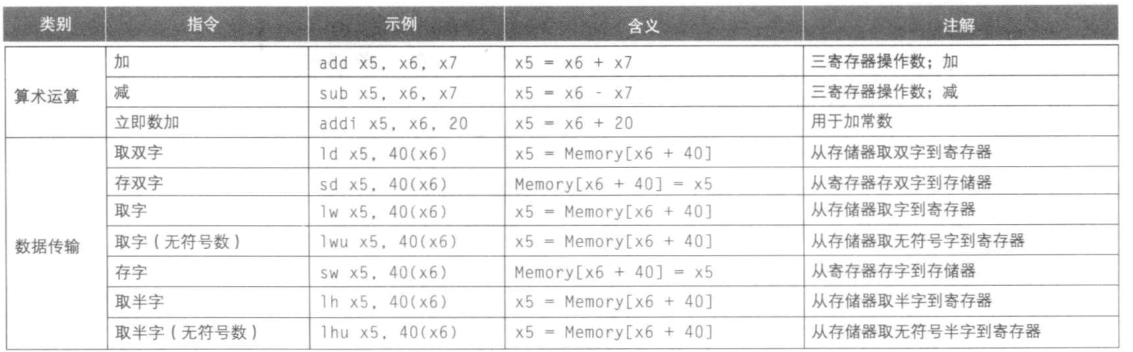 类别 指令 示例 含义 注解
算术运算 加 add x5, x6, x7 x5 = x6 + x7 三寄存器操作数；加
减 sub x5, x6, x7 x5 = x6 - x7 三寄存器操作数；减
立即数加 addi x5, x6, 20 x5 = x6 + 20 用于加常数
数据传输 取双字 ld x5, 40(x6) x5 = Memory[x6 + 40] 从存储器取双字到寄存器
存双字 sd x5, 40(x6) Memory[x6 + 40] = x5 从寄存器存双字到存储器
取字 lw x5, 40(x6) x5 = Memory[x6 + 40] 从存储器取字到寄存器
取字（无符号数） lwu x5, 40(x6) x5 = Memory[x6 + 40] 从存储器取无符号字到寄存器
存字 sw x5, 40(x6) Memory[x6 + 40] = x5 从寄存器存字到存储器
取半字 lh x5, 40(x6) x5 = Memory[x6 + 40] 从存储器取半字到寄存器
取半字（无符号数） lhu x5, 40(x6) x5 = Memory[x6 + 40] 从存储器取无符号半字到寄存器